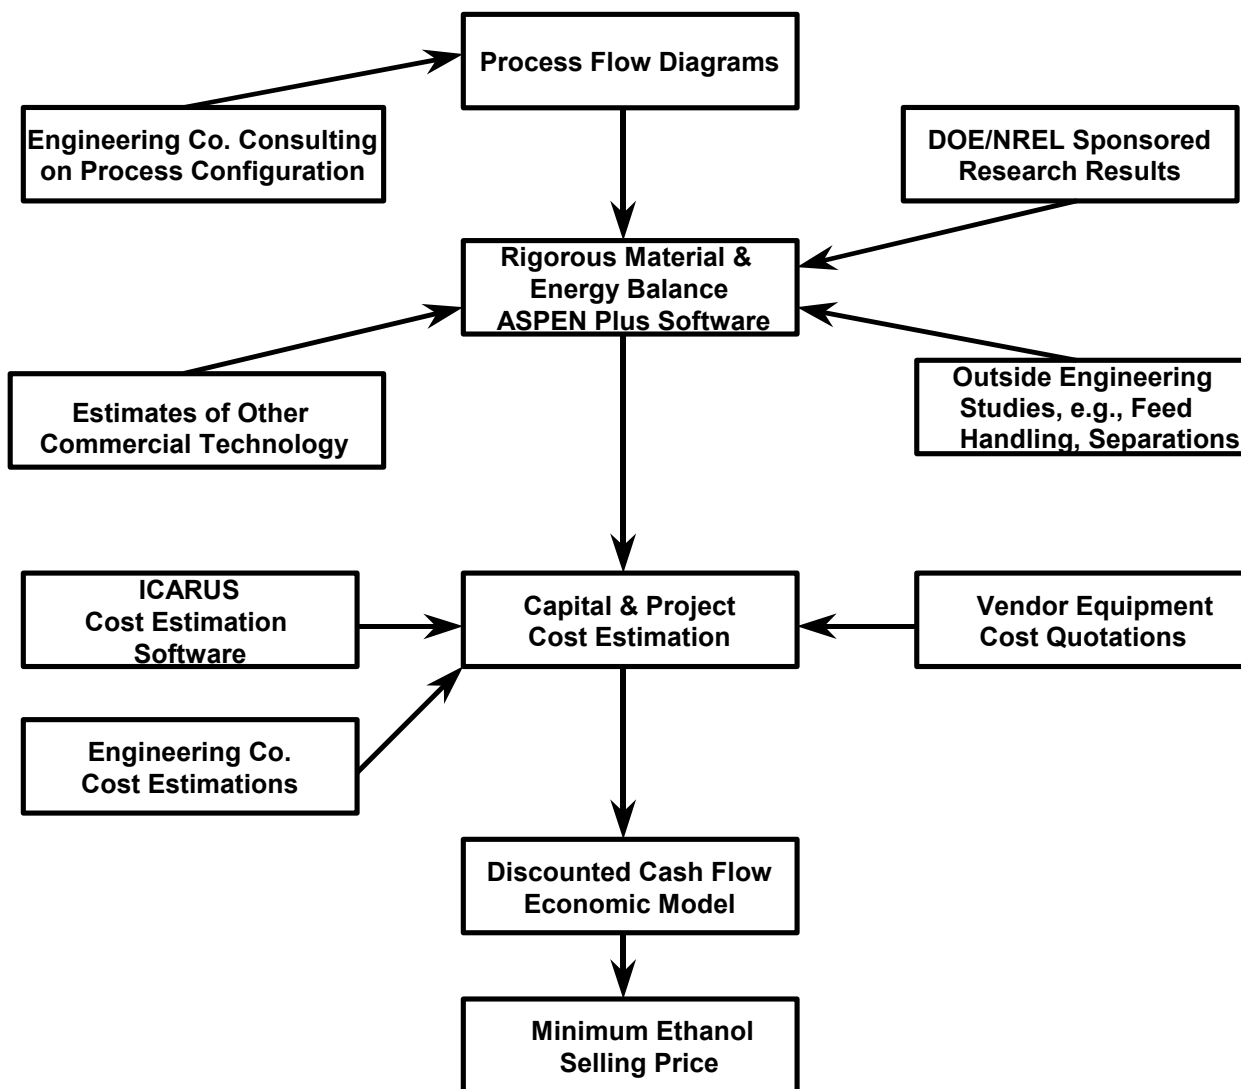 Process Flow Diagrams
Engineering Co. Consulting
on Process Configuration
DOE/NREL Sponsored
Research Results
Rigorous Material &
Energy Balance
ASPEN Plus Software
Estimates of Other
Commercial Technology
Outside Engineering
Studies, e.g., Feed
Handling, Separations
ICARUS
Cost Estimation
Software
Capital & Project
Cost Estimation
Vendor Equipment
Cost Quotations
Engineering Co.
Cost Estimations
Discounted Cash Flow
Economic Model
Minimum Ethanol
Selling Price